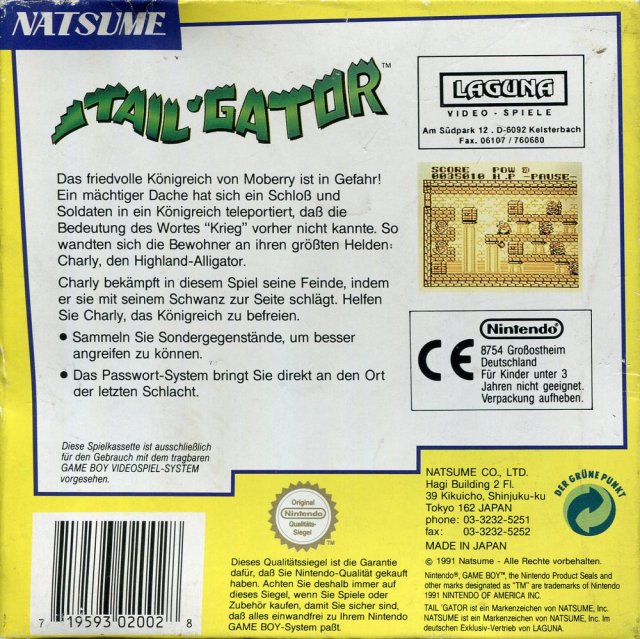 NATSUME
TAIL'GATOR™
Das friedvolle Königreich von Moberry ist in Gefahr!
Ein mächtiger Dache hat sich ein Schloß und
Soldaten in ein Königreich teleportiert, daß die
Bedeutung des Wortes "Krieg" vorher nicht kannte. So
wandten sich die Bewohner an ihren größten Helden:
Charly, den Highland-Alligator.
Charly bekämpft in diesem Spiel seine Feinde, indem
er sie mit seinem Schwanz zur Seite schlägt. Helfen
Sie Charly, das Königreich zu befreien.
● Sammeln Sie Sondergegenstände, um besser
angreifen zu können.
● Das Passwort-System bringt Sie direkt an den Ort
der letzten Schlacht.
Diese Spielkassette ist ausschließlich
für den Gebrauch mit dem tragbaren
GAME BOY VIDEOSPIEL-SYSTEM
vorgesehen.
LAGUNA
VIDEO - SPIELE
Am Südpark 12 . D-6092 Kelsterbach
Fax. 06107 / 760680
SCORE POW
0035010 H.P -PAUSE-
CE
Nintendo®
8754 Großostheim
Deutschland
Für Kinder unter 3
Jahren nicht geeignet.
Verpackung aufheben.
7 19593 02002 8
Original
Nintendo
Qualitäts-
Siegel
TM
Dieses Qualitätssiegel ist die Garantie
dafür, daß Sie Nintendo-Qualität gekauft
haben. Achten Sie deshalb immer auf
dieses Siegel, wenn Sie Spiele oder
Zubehör kaufen, damit Sie sicher sind,
daß alles einwandfrei zu Ihrem Nintendo
GAME BOY-System paßt.
NATSUME CO., LTD.
Hagi Building 2 Fl.
39 Kikuicho, Shinjuku-ku
Tokyo 162 JAPAN
phone: 03-3232-5251
fax: 03-3232-5252
MADE IN JAPAN
DER GRÜNE PUNKT
© 1991 Natsume - Alle Rechte vorbehalten.
Nintendo®, GAME BOY™, the Nintendo Product Seals and
other marks designated as "TM" are trademarks of Nintendo
1991 NINTENDO OF AMERICA INC.
TAIL 'GATOR ist ein Markenzeichen von NATSUME, Inc.
NATSUME ist ein Markenzeichen von NATSUME, Inc. Im
deutschen Exklusiv-Vertrieb von LAGUNA.